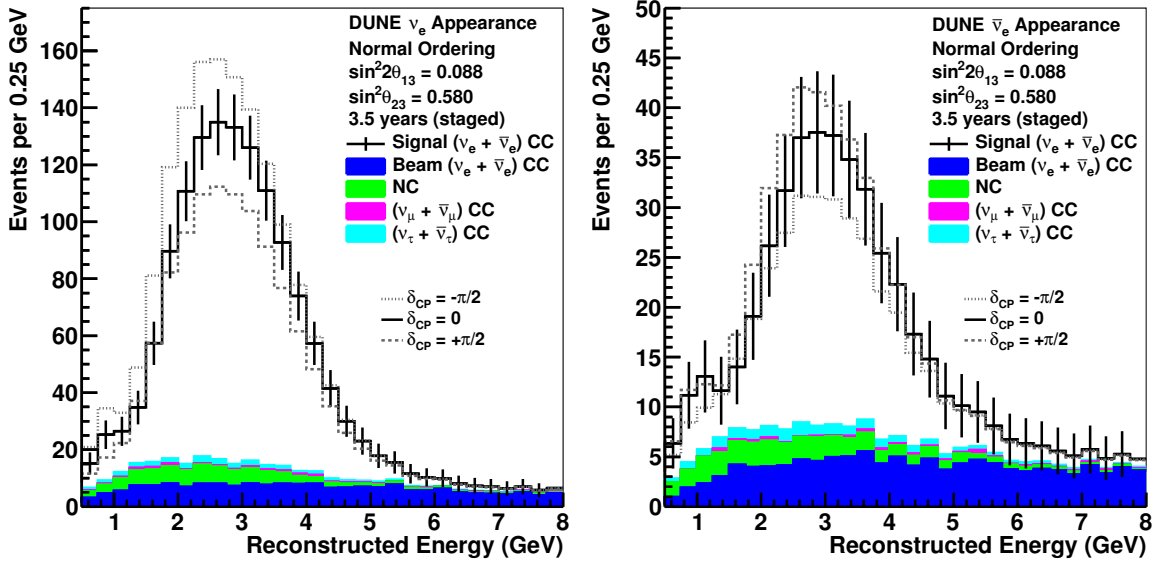 Events per 0.25 GeV
160
140
120
100
80
60
40
20
0
DUNE νe Appearance
Normal Ordering
sin²2θ13 = 0.088
sin²θ23 = 0.580
3.5 years (staged)
Signal (νe + ν̄e) CC
Beam (νe + ν̄e) CC
NC
(νμ + ν̄μ) CC
(ντ + ν̄τ) CC
δCP = -π/2
δCP = 0
δCP = +π/2
1 2 3 4 5 6 7 8
Reconstructed Energy (GeV)
Events per 0.25 GeV
50
45
40
35
30
25
20
15
10
5
0
DUNE ν̄e Appearance
Normal Ordering
sin²2θ13 = 0.088
sin²θ23 = 0.580
3.5 years (staged)
Signal (νe + ν̄e) CC
Beam (νe + ν̄e) CC
NC
(νμ + ν̄μ) CC
(ντ + ν̄τ) CC
δCP = -π/2
δCP = 0
δCP = +π/2
1 2 3 4 5 6 7 8
Reconstructed Energy (GeV)